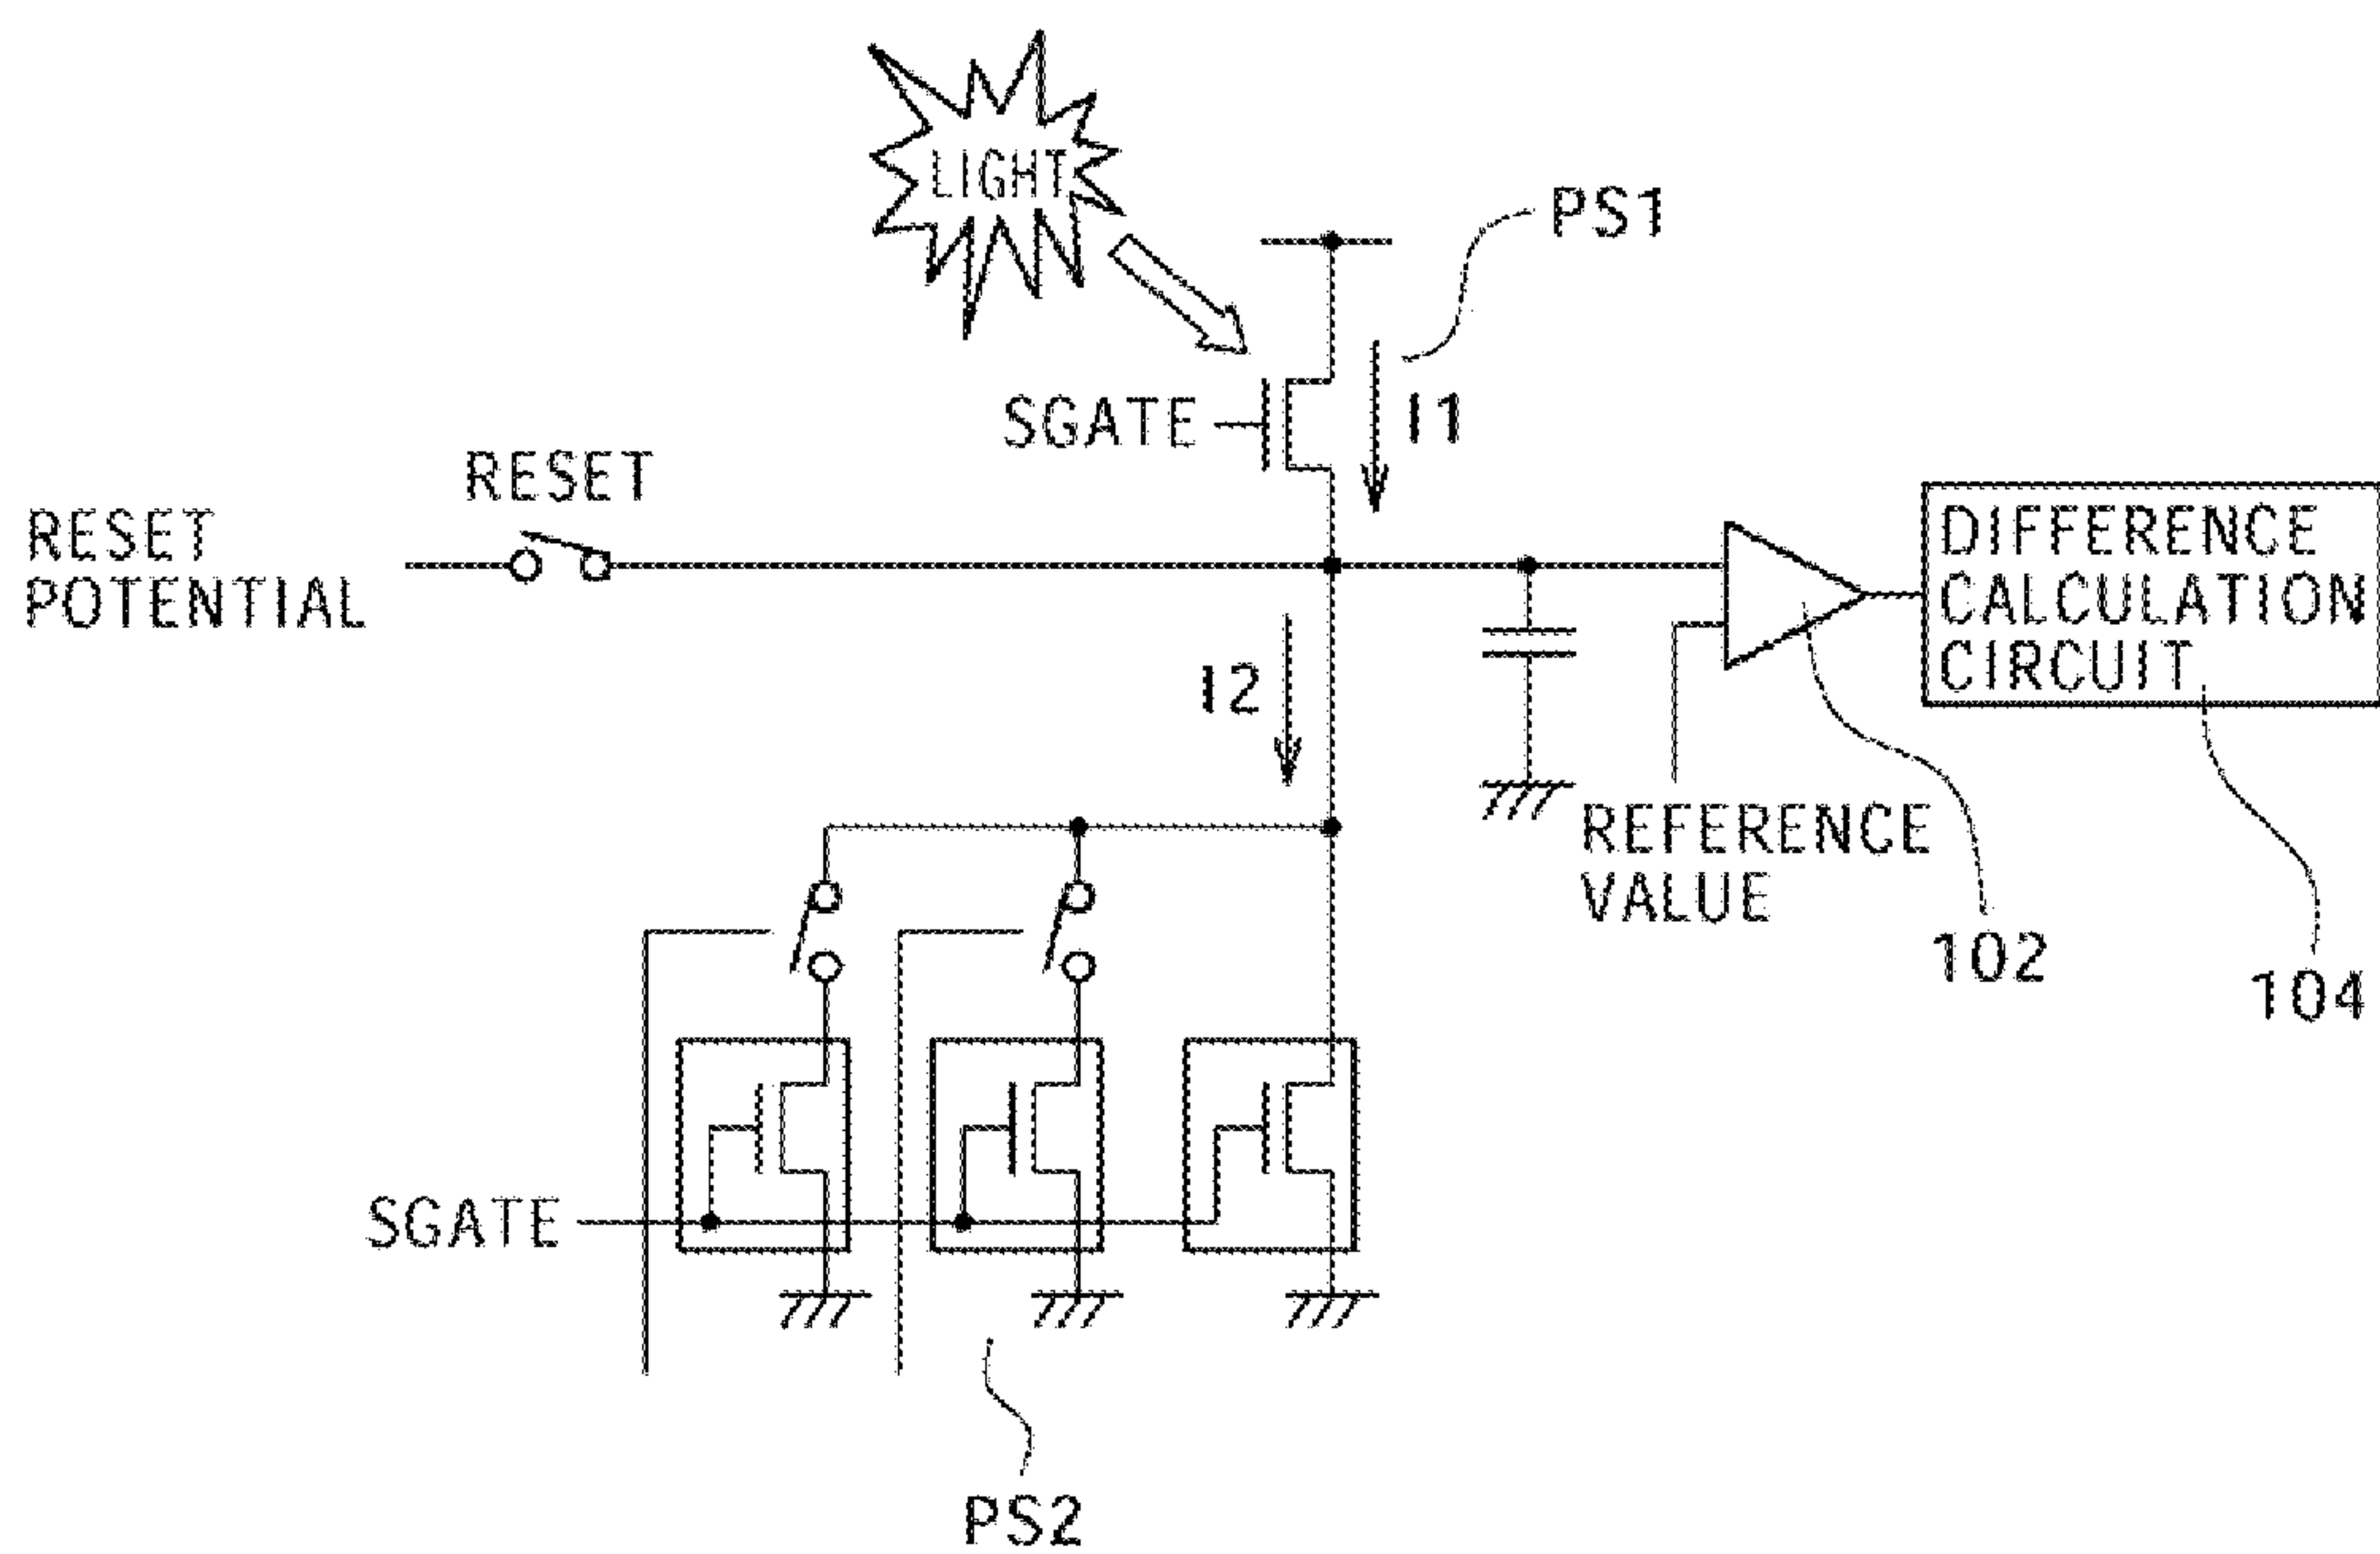 LIGHT
PS1
SGATE
I1
RESET
RESET
POTENTIAL
DIFFERENCE
CALCULATION
CIRCUIT
I2
REFERENCE
VALUE
102
104
SGATE
PS2